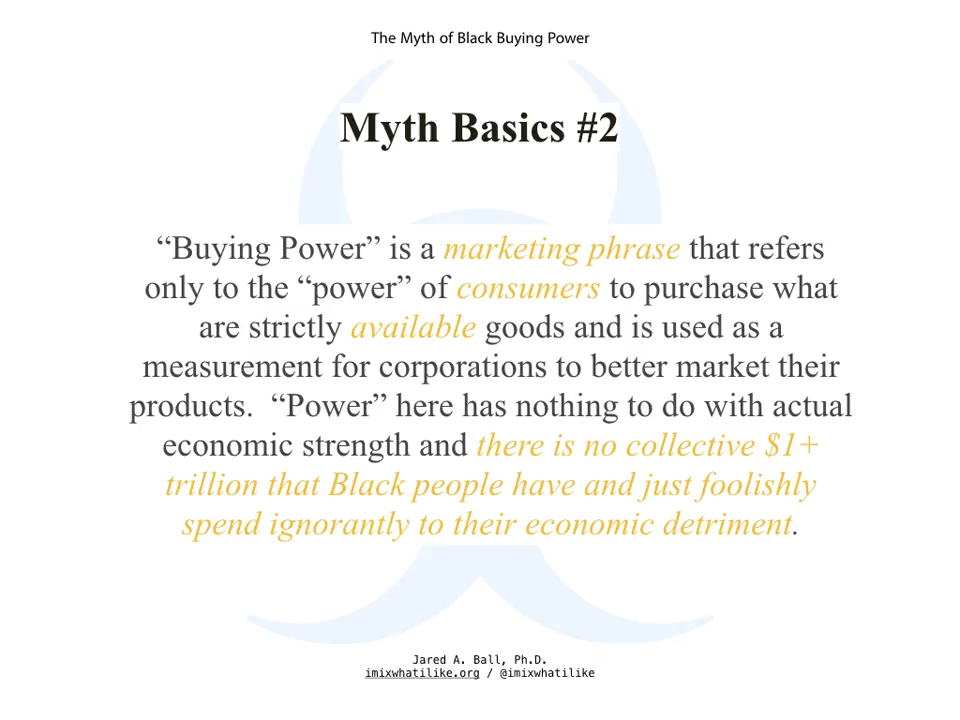 The Myth of Black Buying Power
Myth Basics #2
“Buying Power” is a marketing phrase that refers
only to the “power” of consumers to purchase what
are strictly available goods and is used as a
measurement for corporations to better market their
products.  “Power” here has nothing to do with actual
economic strength and there is no collective $1+
trillion that Black people have and just foolishly
spend ignorantly to their economic detriment.
Jared A. Ball, Ph.D.
imixwhatilike.org / @imixwhatilike